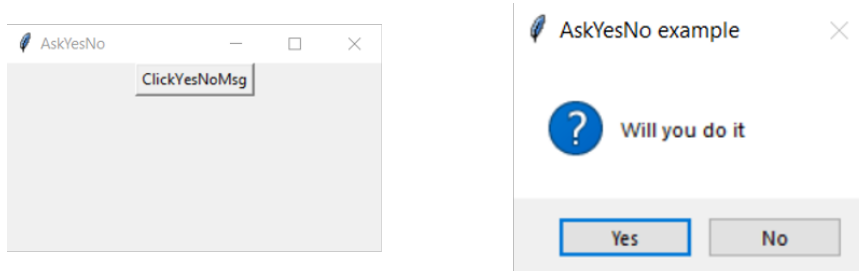 AskYesNo
ClickYesNoMsg
AskYesNo example
?
Will you do it
Yes
No